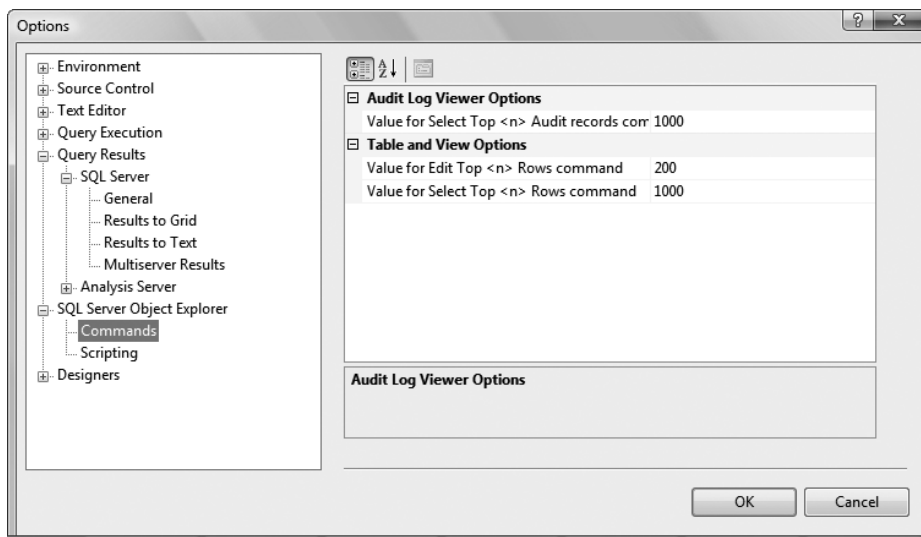 Options
Environment
Source Control
Text Editor
Query Execution
Query Results
SQL Server
General
Results to Grid
Results to Text
Multiserver Results
Analysis Server
SQL Server Object Explorer
Commands
Scripting
Designers
Audit Log Viewer Options
Value for Select Top <n> Audit records com 1000
Table and View Options
Value for Edit Top <n> Rows command 200
Value for Select Top <n> Rows command 1000
Audit Log Viewer Options
OK Cancel